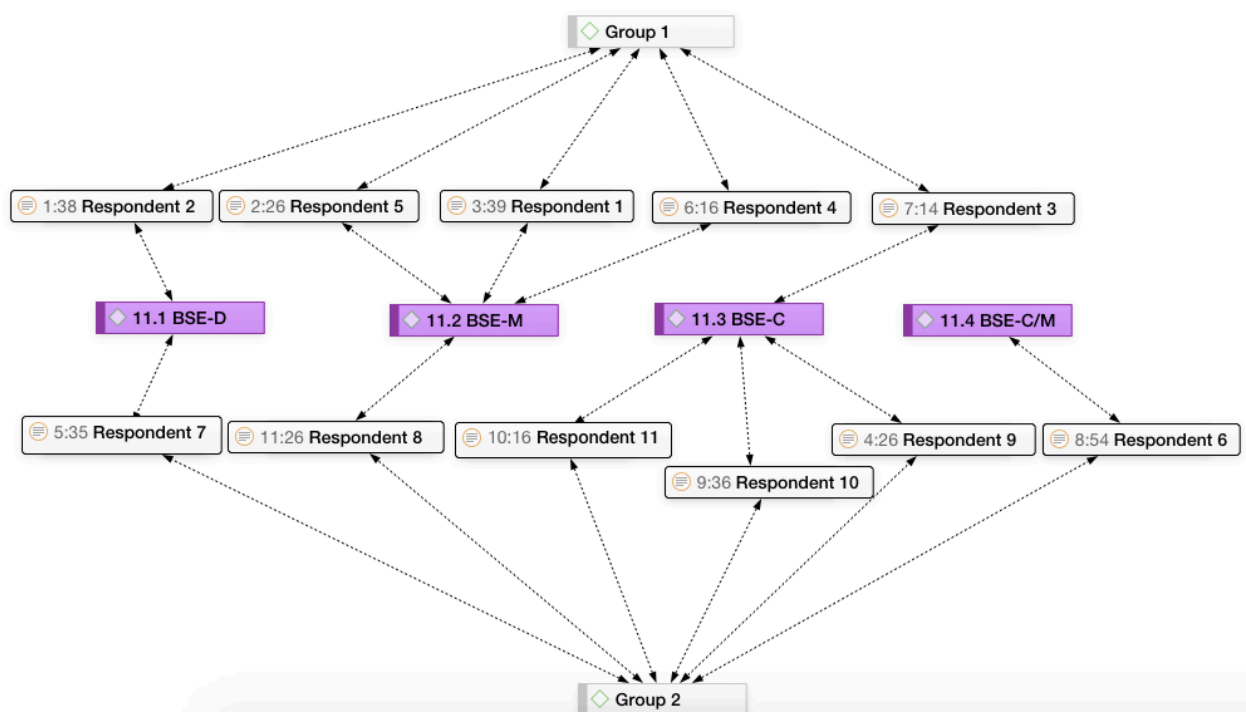 Group 1
1:38 Respondent 2
2:26 Respondent 5
3:39 Respondent 1
6:16 Respondent 4
7:14 Respondent 3
11.1 BSE-D
11.2 BSE-M
11.3 BSE-C
11.4 BSE-C/M
5:35 Respondent 7
11:26 Respondent 8
10:16 Respondent 11
4:26 Respondent 9
8:54 Respondent 6
9:36 Respondent 10
Group 2